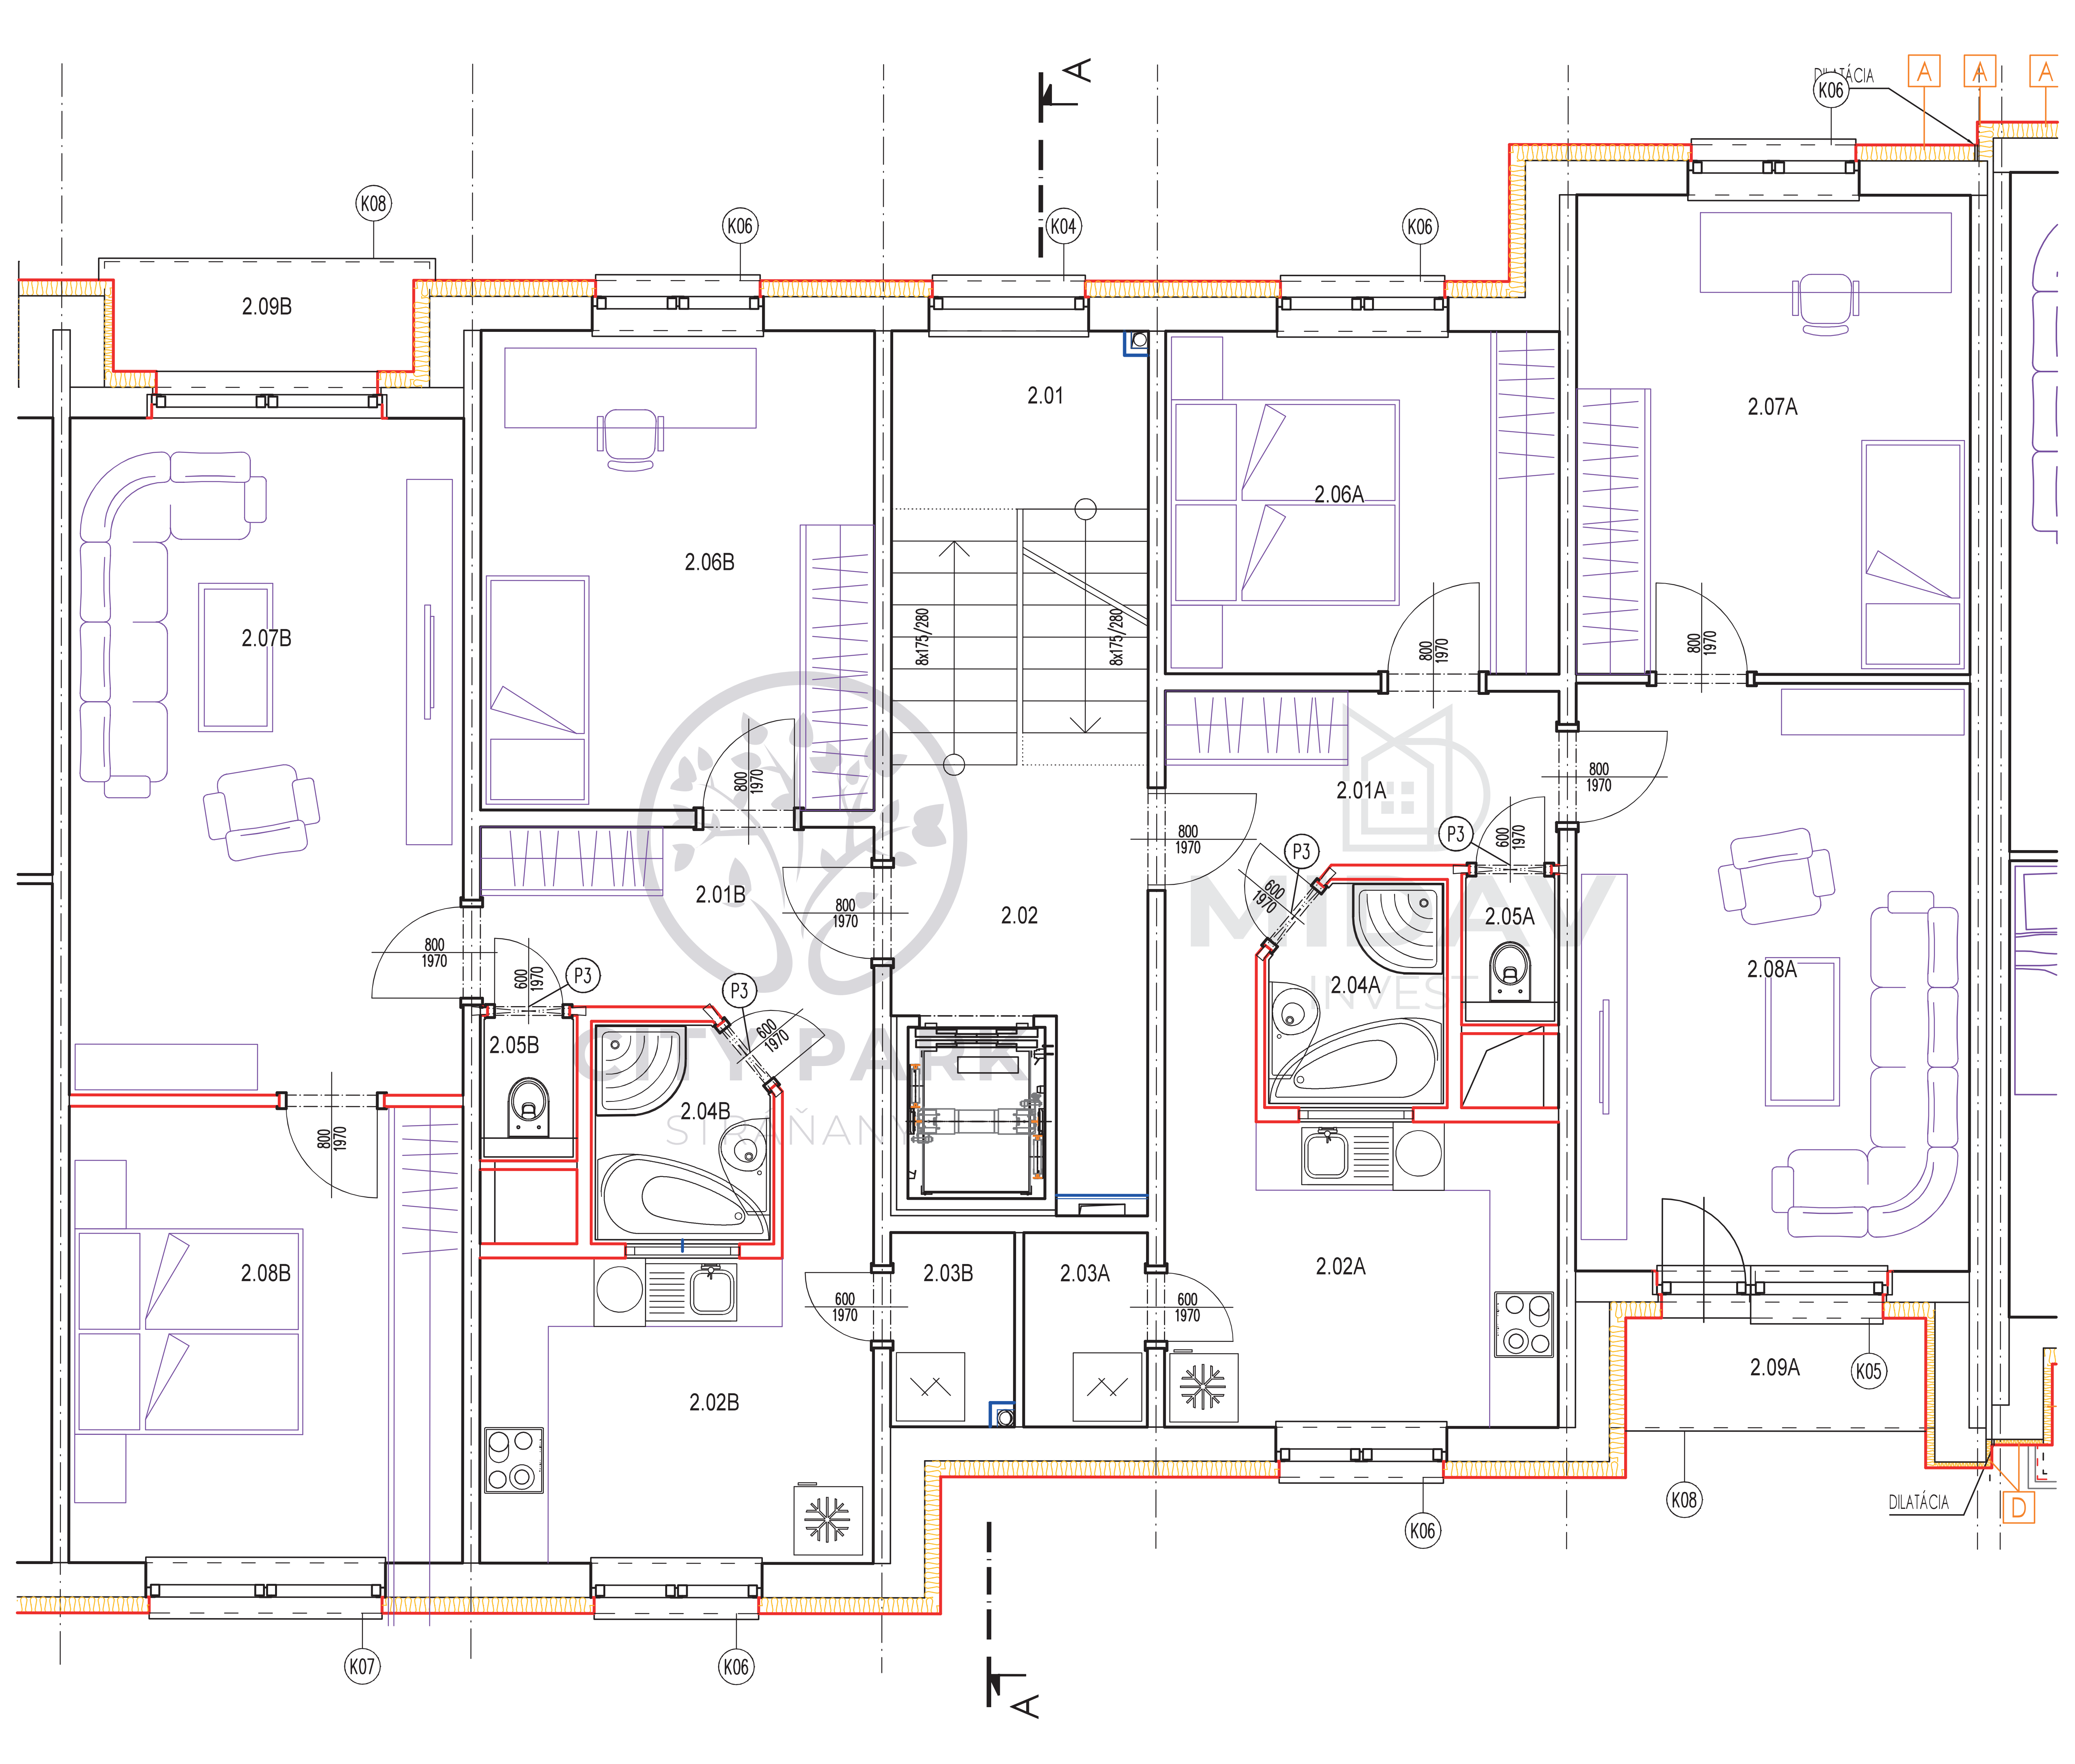 A
DILATÁCIA
K06
A
A
A
K08
K06
K04
K06
2.09B
2.01
2.07A
2.06A
2.06B
2.07B
8x175/280
8x175/280
800
1970
800
1970
800
1970
2.01A
800
1970
P3
600
1970
800
1970
P3
600
1970
2.01B
800
1970
2.02
MIDAV
INVEST
2.05A
2.04A
2.08A
800
1970
600
1970
P3
P3
600
1970
2.05B
CITY PARK
STRÁŇANY
2.04B
800
1970
2.08B
2.03B
2.03A
2.02A
600
1970
600
1970
2.02B
2.09A
K05
K08
DILATÁCIA
D
K06
K07
K06
A